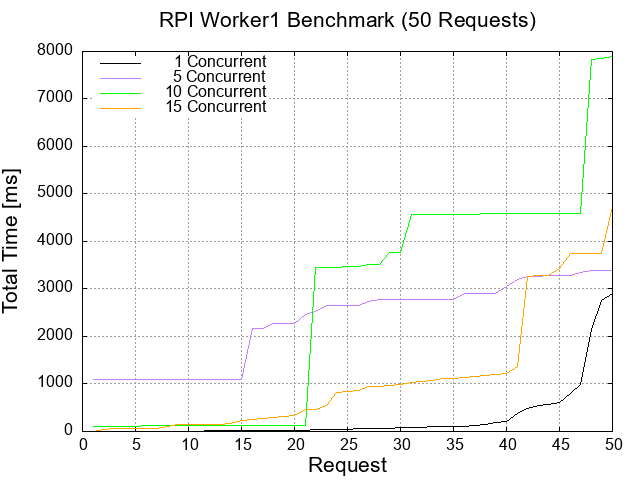 RPI Worker1 Benchmark (50 Requests)
8000
7000
6000
5000
4000
3000
2000
1000
0
Total Time [ms]
1 Concurrent
5 Concurrent
10 Concurrent
15 Concurrent
0 5 10 15 20 25 30 35 40 45 50
Request